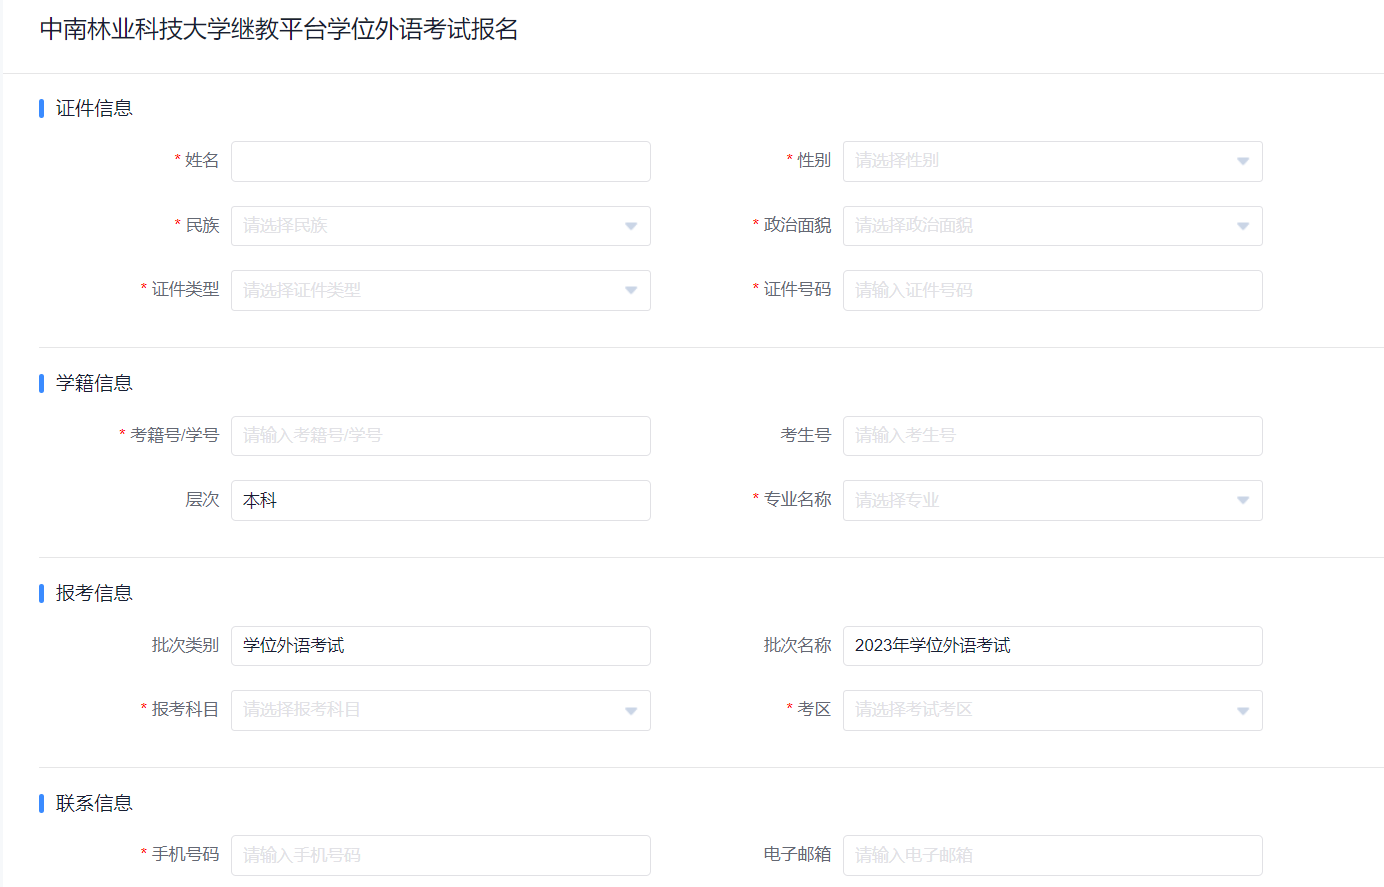 中南林业科技大学继教平台学位外语考试报名
证件信息
* 姓名
* 性别 请选择性别
* 民族 请选择民族
* 政治面貌 请选择政治面貌
* 证件类型 请选择证件类型
* 证件号码 请输入证件号码
学籍信息
* 考籍号/学号 请输入考籍号/学号
考生号 请输入考生号
层次 本科
* 专业名称 请选择专业
报考信息
批次类别 学位外语考试
批次名称 2023年学位外语考试
* 报考科目 请选择报考科目
* 考区 请选择考试考区
联系信息
* 手机号码 请输入手机号码
电子邮箱 请输入电子邮箱